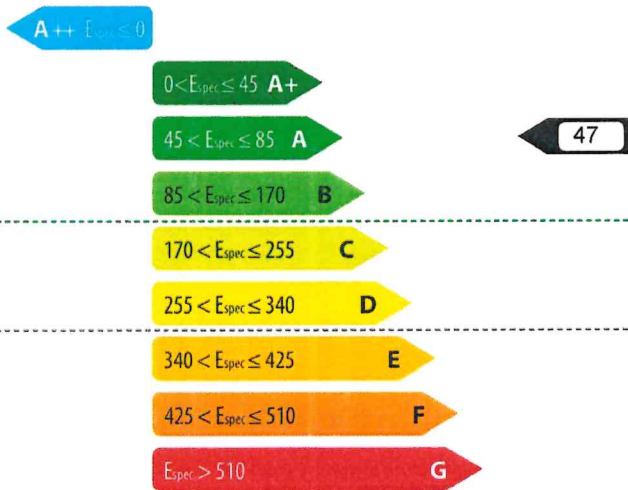 A++ Espec ≤ 0
0 < Espec ≤ 45 A+
45 < Espec ≤ 85 A
47
85 < Espec ≤ 170 B
170 < Espec ≤ 255 C
255 < Espec ≤ 340 D
340 < Espec ≤ 425 E
425 < Espec ≤ 510 F
Espec > 510 G